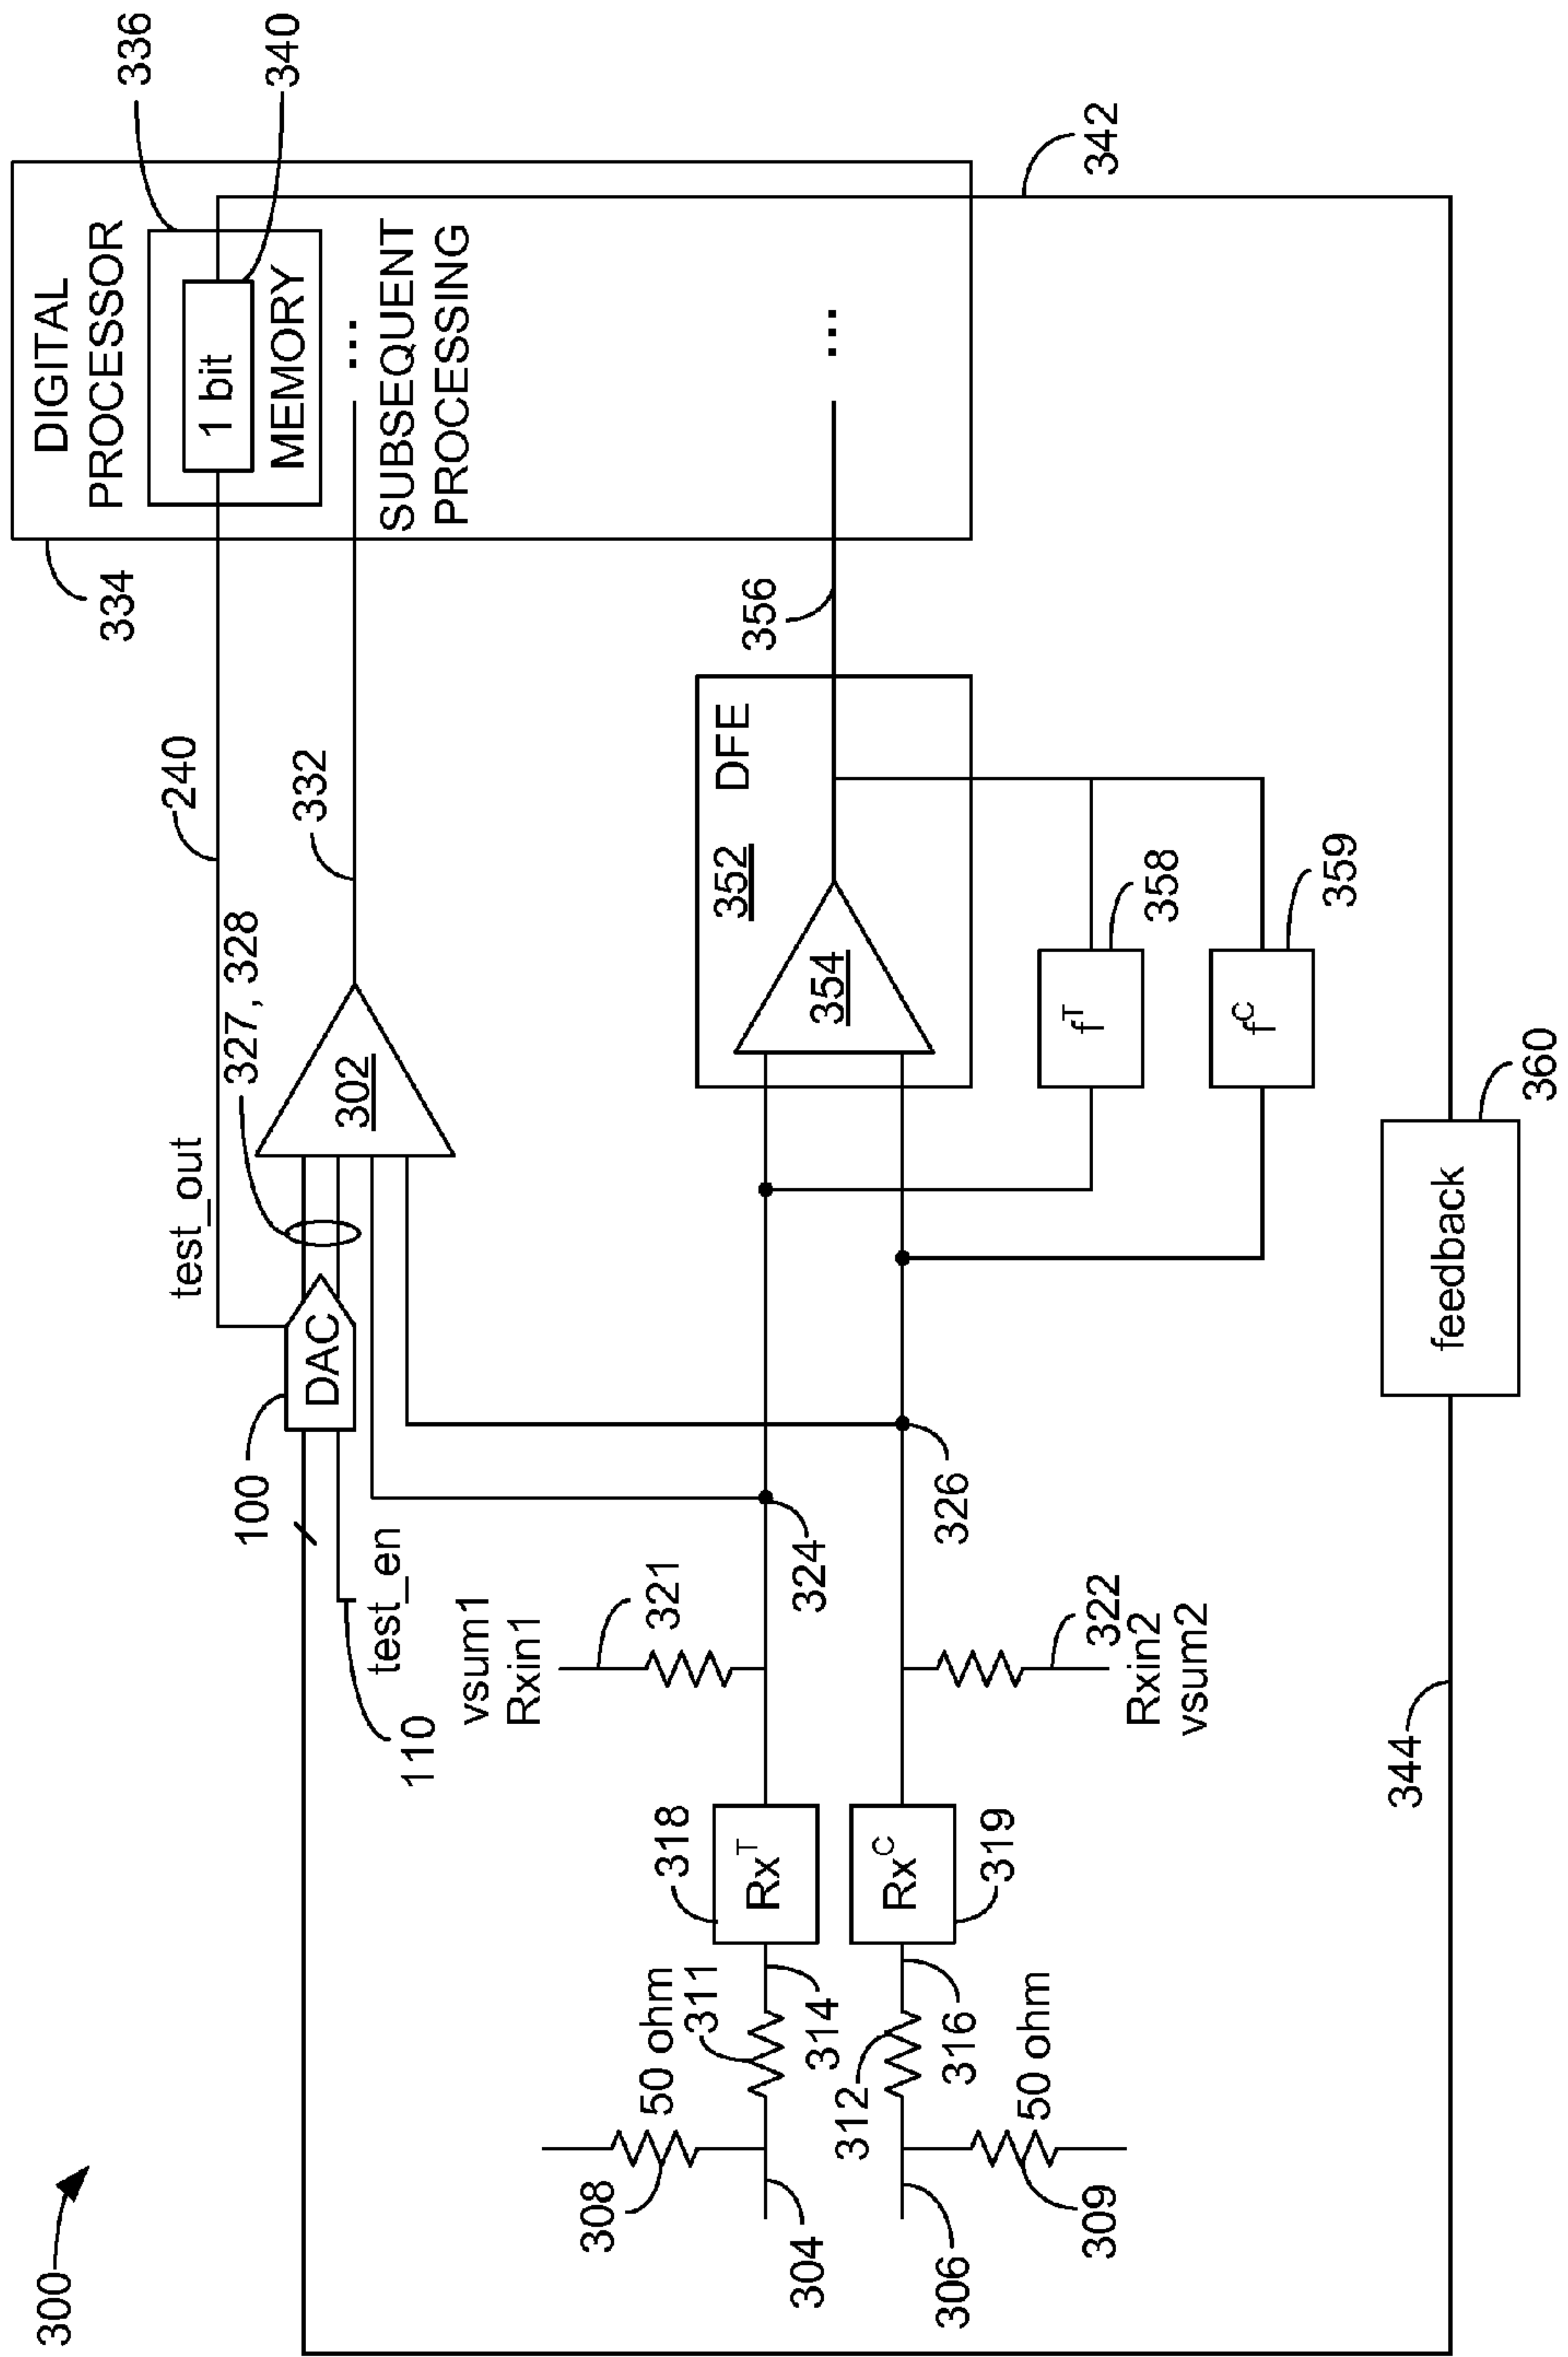 300
DIGITAL
PROCESSOR
336
340
1 bit
MEMORY
SUBSEQUENT
PROCESSING
...
...
334
342
240
332
327, 328
test_out
302
100
DAC
test_en
110
356
DFE
352
354
fT
358
fC
359
vsum1
Rxin1
321
324
326
322
Rxin2
vsum2
318
RxT
RxC
319
50 ohm
311
314
308
304
312
316
50 ohm
306
309
344
feedback
360